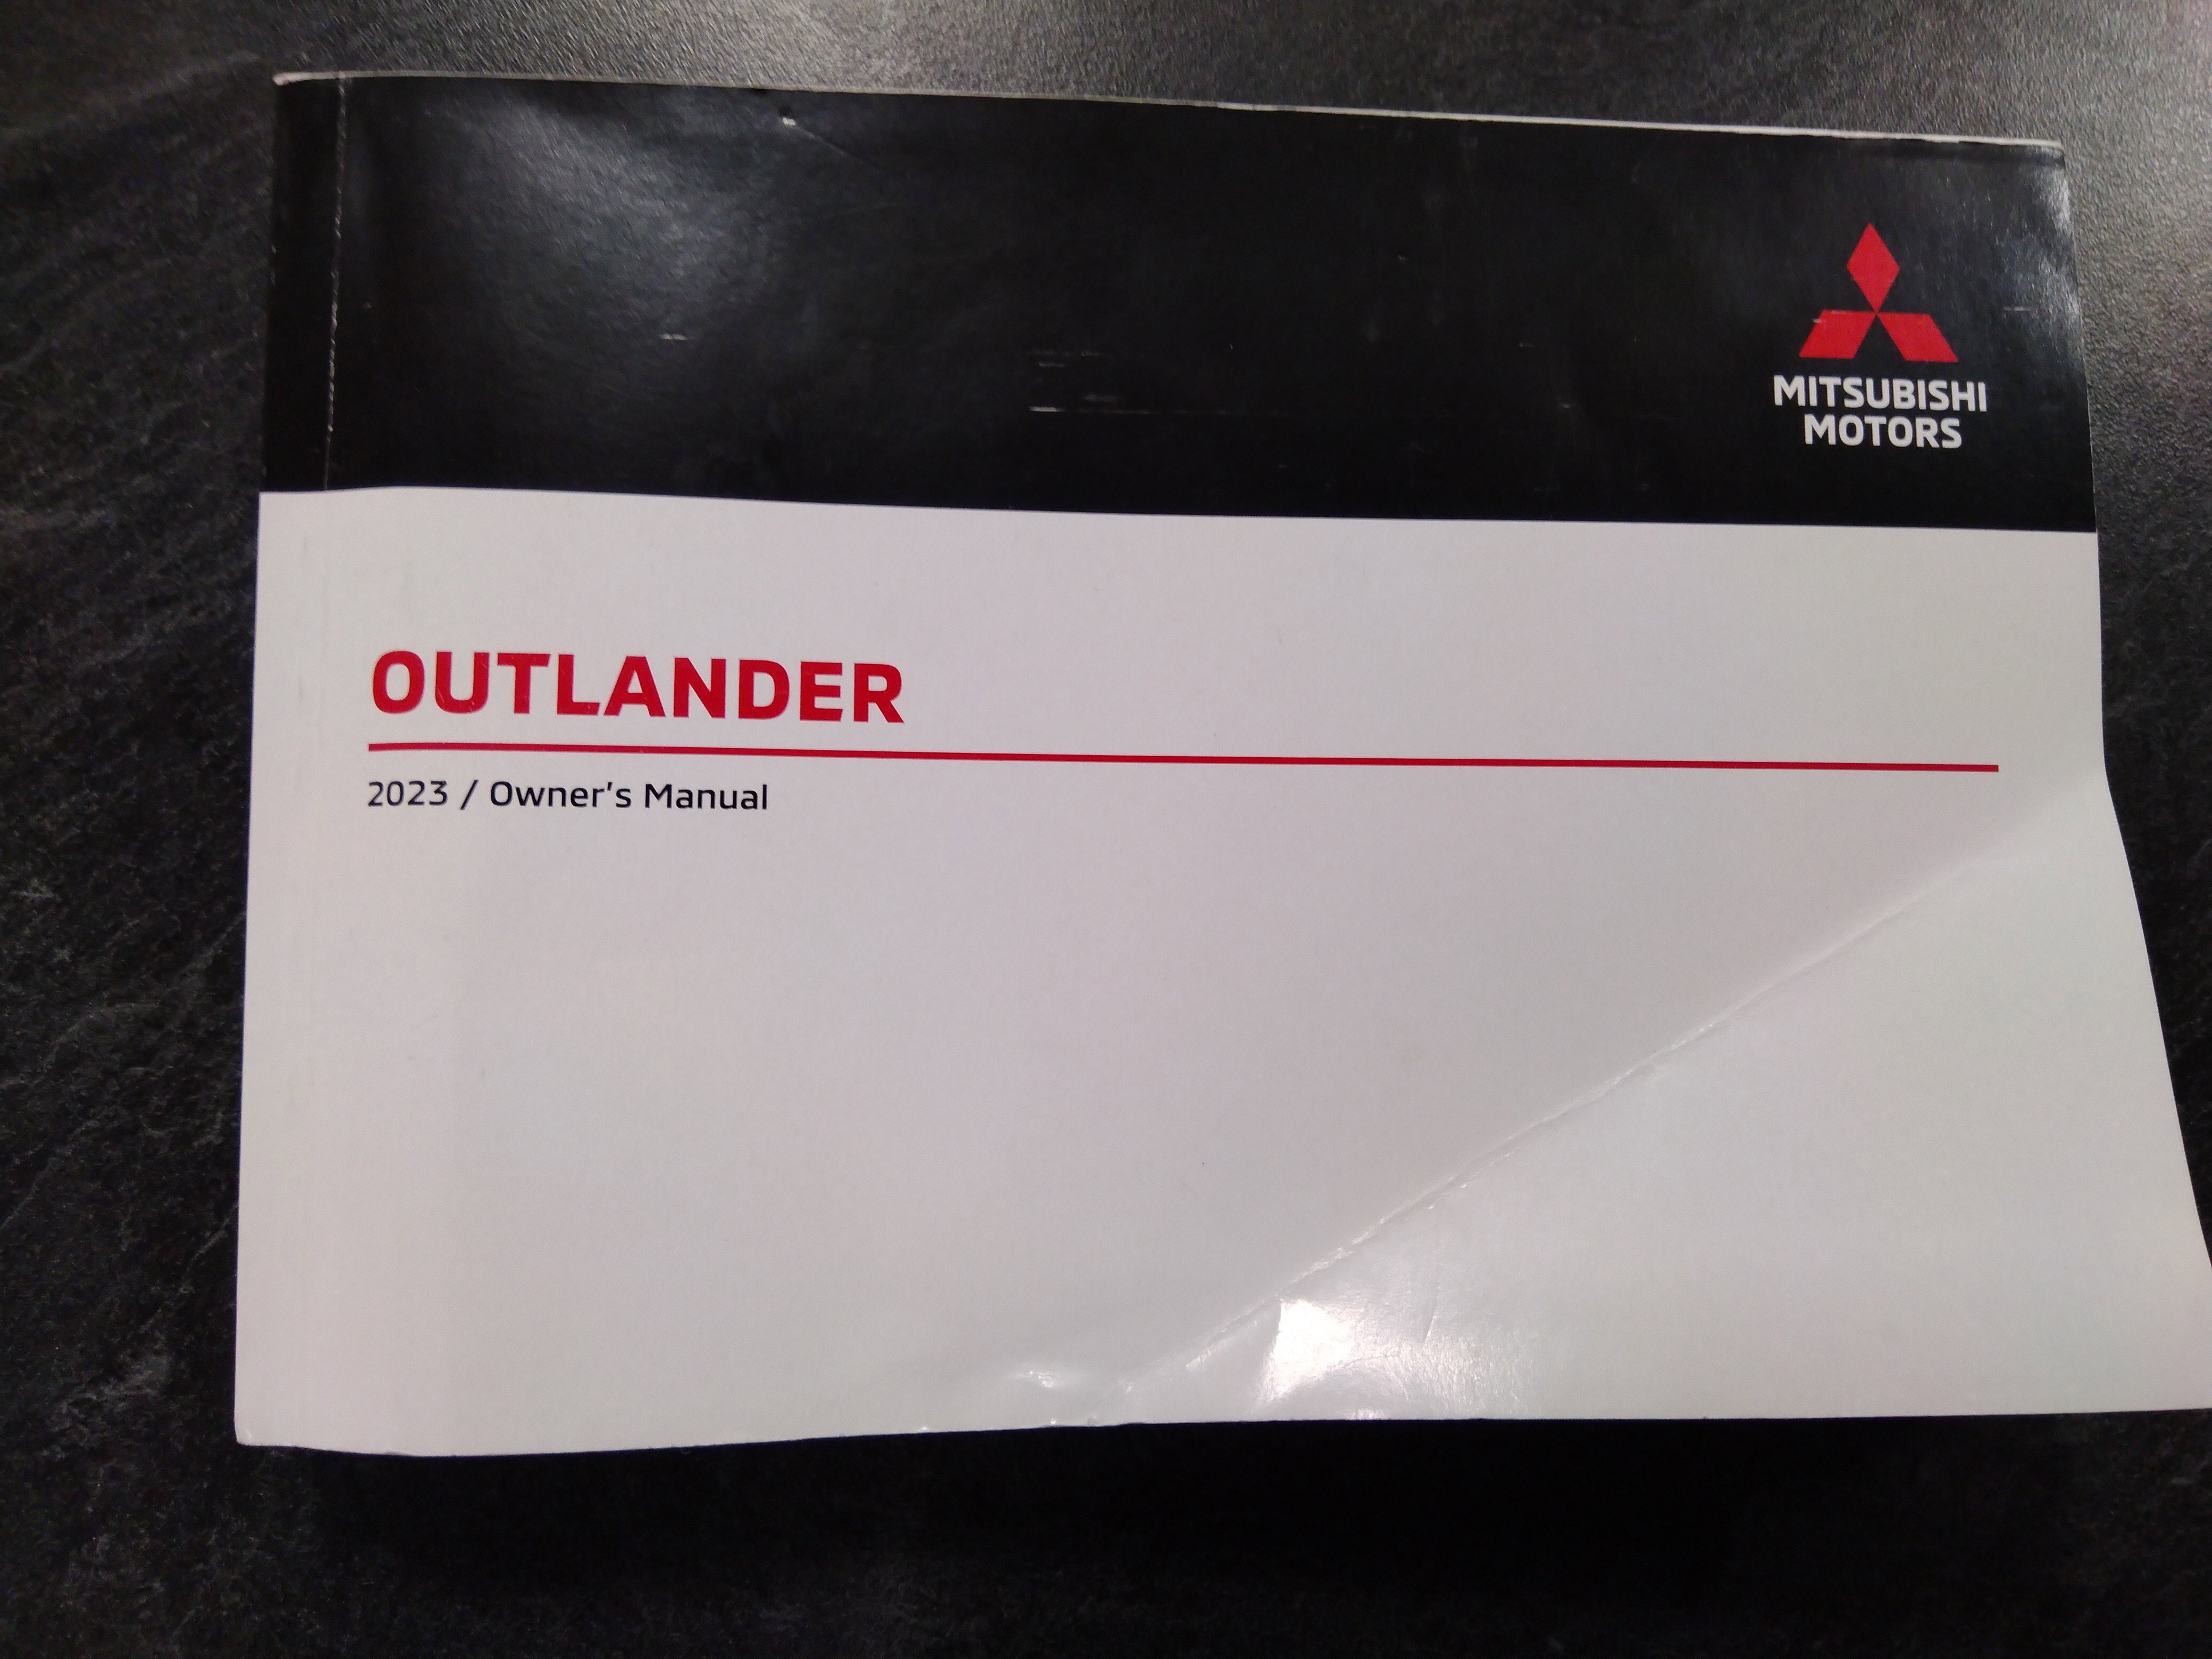 MITSUBISHI
MOTORS
OUTLANDER
2023 / Owner's Manual